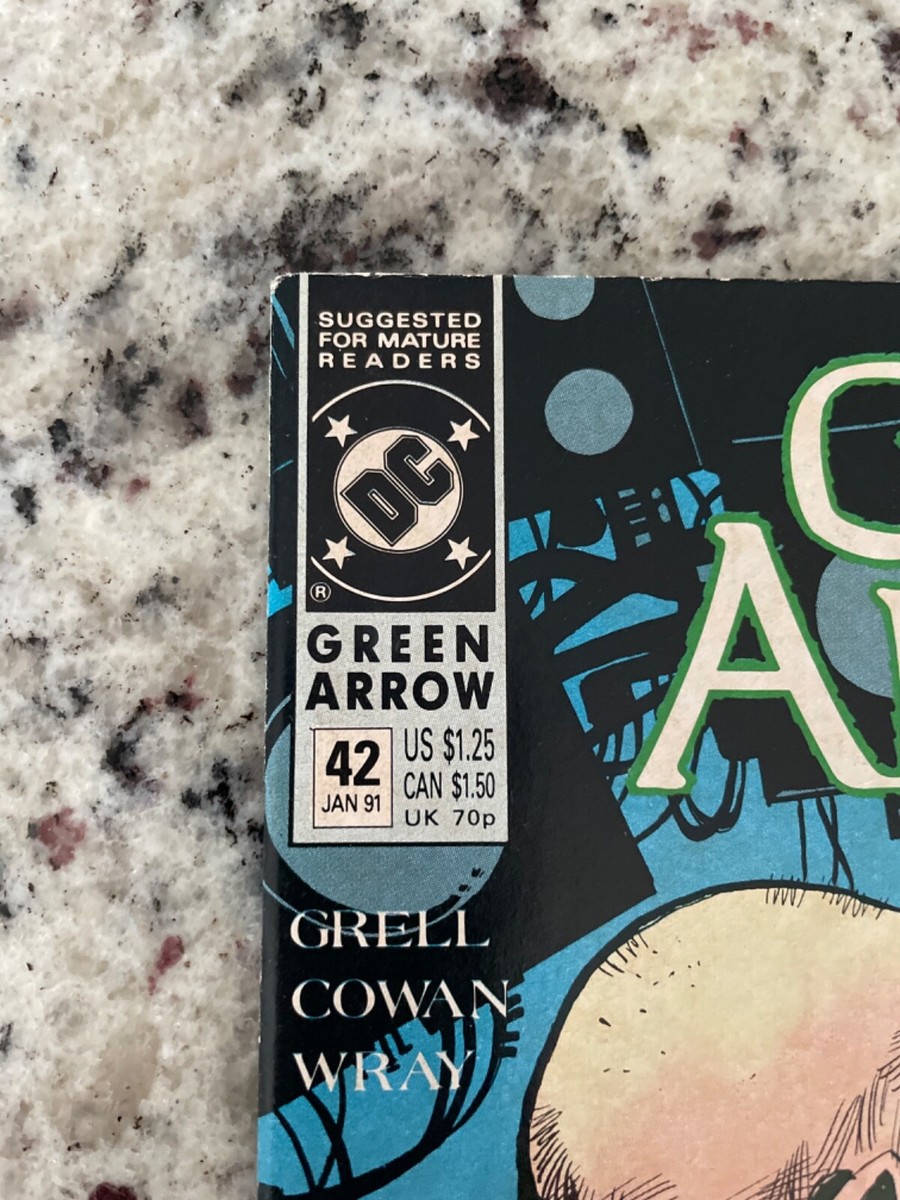 SUGGESTED
FOR MATURE
READERS
DC
®
GREEN
ARROW
42
JAN 91
US $1.25
CAN $1.50
UK 70p
GRELL
COWAN
WRAY